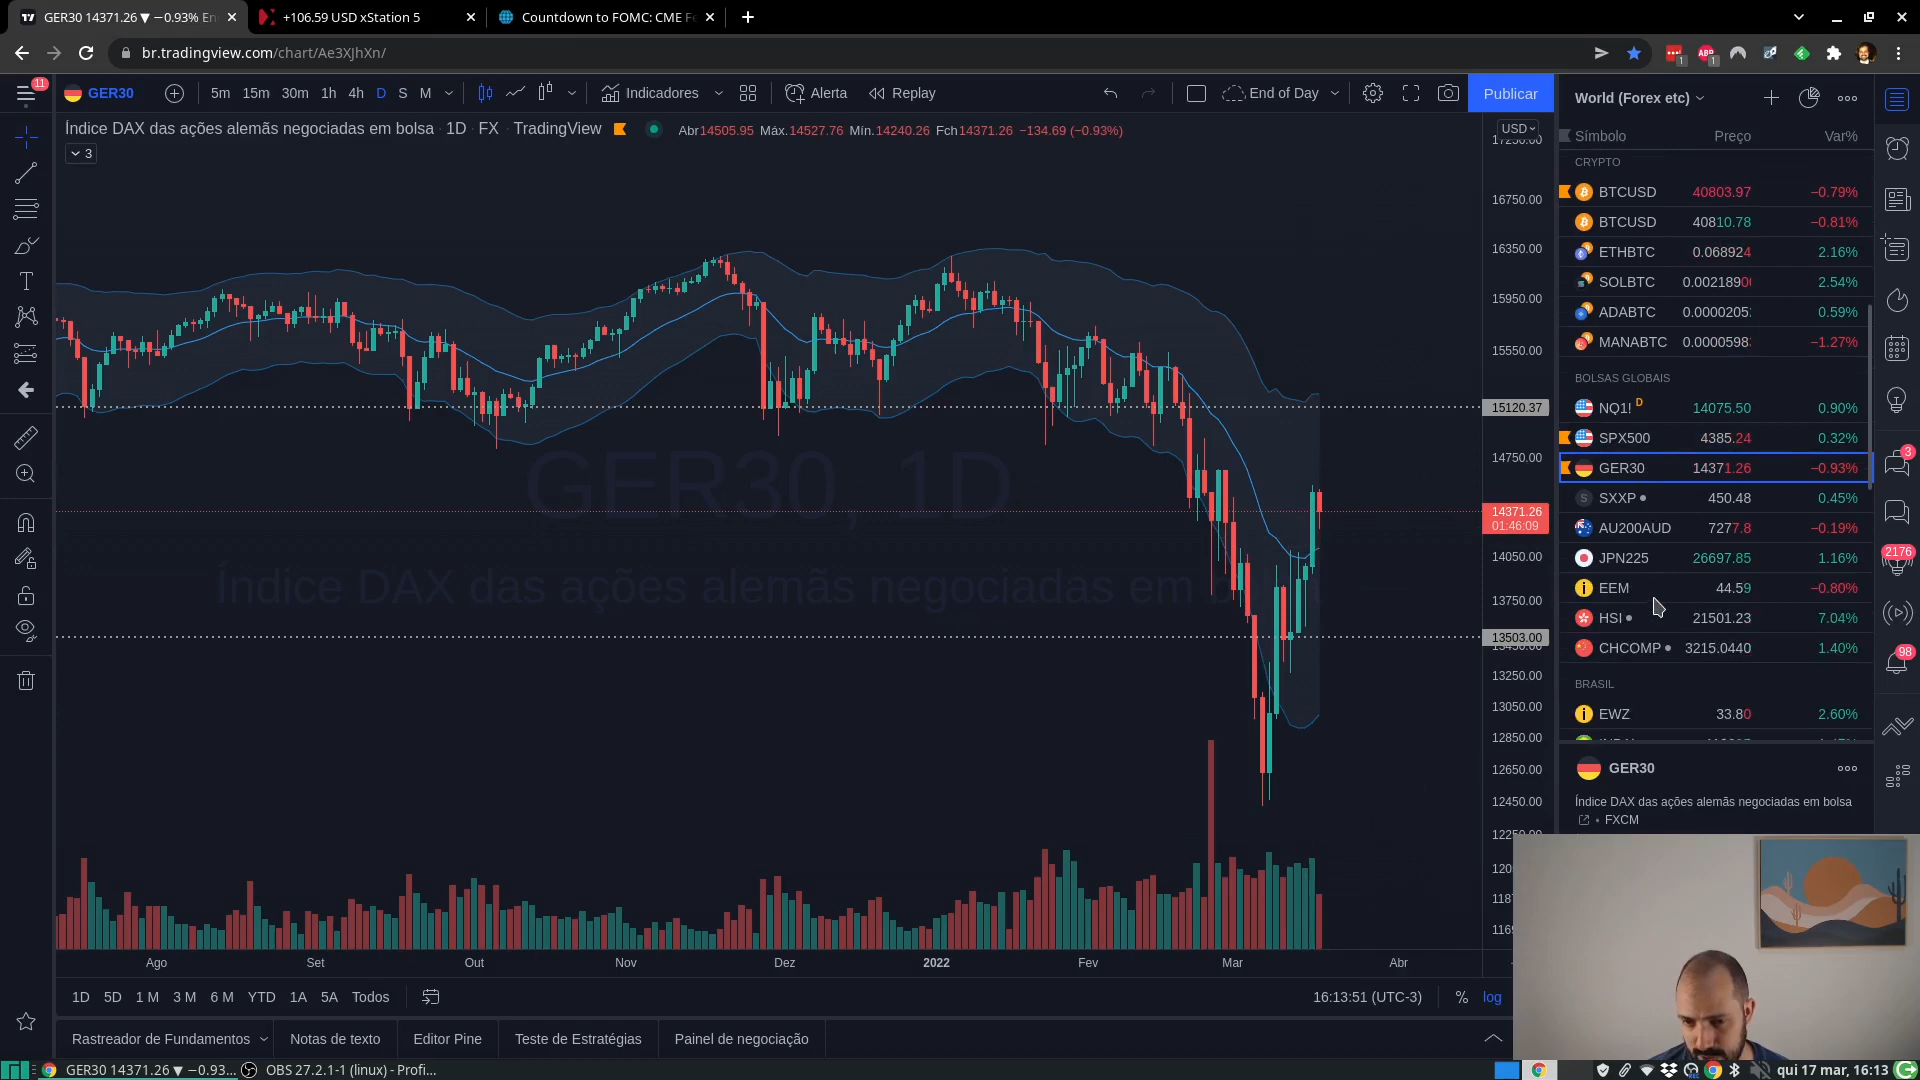 GER30 14371.26 ▼ −0.93% En
+106.59 USD xStation 5
Countdown to FOMC: CME Fe
br.tradingview.com/chart/Ae3XJhXn/
11
GER30
5m 15m 30m 1h 4h D S M
Indicadores
Alerta
Replay
End of Day
Publicar
World (Forex etc)
Índice DAX das ações alemãs negociadas em bolsa · 1D · FX · TradingView
Abr14505.95 Máx.14527.76 Mín.14240.26 Fch14371.26 −134.69 (−0.93%)
3
USD
16750.00
16350.00
15950.00
15550.00
15120.37
14750.00
14371.26
01:46:09
14050.00
13750.00
13503.00
13250.00
13050.00
12850.00
12650.00
12450.00
GER30, 1D
Índice DAX das ações alemãs negociadas em b
Símbolo Preço Var%
CRYPTO
BTCUSD 40803.97 −0.79%
BTCUSD 40810.78 −0.81%
ETHBTC 0.068924 2.16%
SOLBTC 0.0021890 2.54%
ADABTC 0.0000205 0.59%
MANABTC 0.0000598 −1.27%
BOLSAS GLOBAIS
NQ1! D 14075.50 0.90%
SPX500 4385.24 0.32%
GER30 14371.26 −0.93%
SXXP 450.48 0.45%
AU200AUD 7277.8 −0.19%
JPN225 26697.85 1.16%
EEM 44.59 −0.80%
HSI 21501.23 7.04%
CHCOMP 3215.0440 1.40%
BRASIL
EWZ 33.80 2.60%
GER30
Índice DAX das ações alemãs negociadas em bolsa
FXCM
3
2176
98
Ago Set Out Nov Dez 2022 Fev Mar Abr
1D 5D 1 M 3 M 6 M YTD 1A 5A Todos
16:13:51 (UTC-3) % log
Rastreador de Fundamentos Notas de texto Editor Pine Teste de Estratégias Painel de negociação
GER30 14371.26 ▼ −0.93...
OBS 27.2.1-1 (linux) - Profi...
qui 17 mar, 16:13